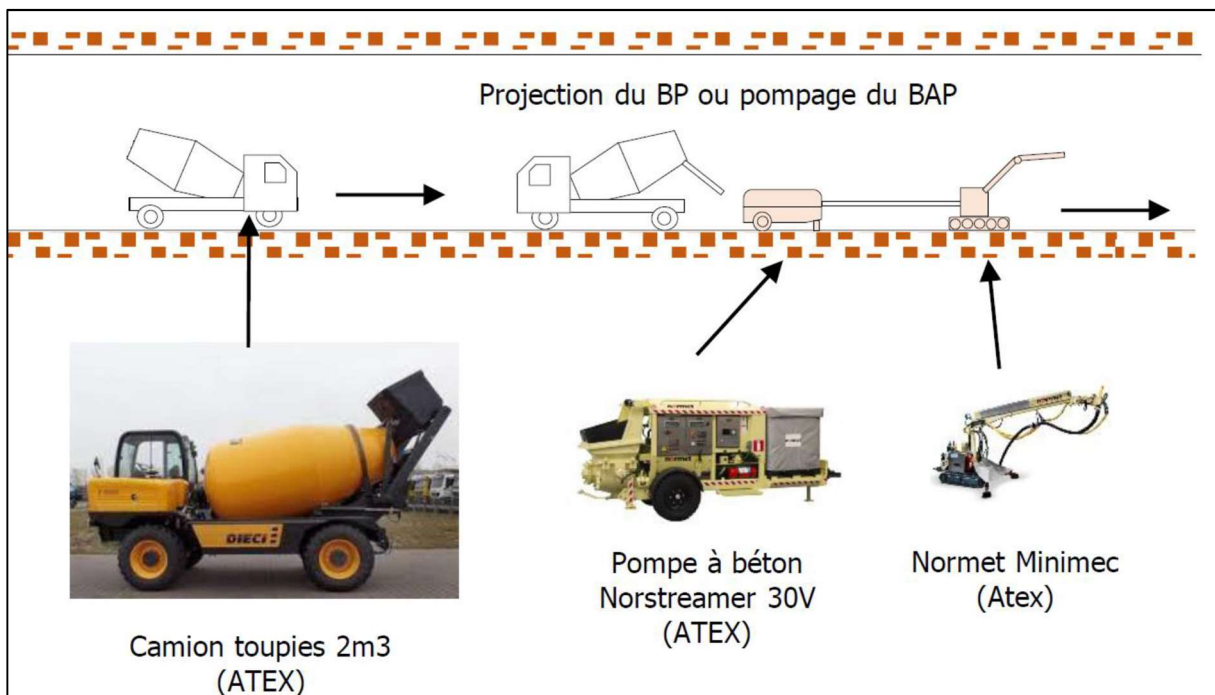 Projection du BP ou pompage du BAP
DIECI
normet
Pompe à béton
Norstreamer 30V
(ATEX)
Normet Minimec
(Atex)
Camion toupies 2m3
(ATEX)